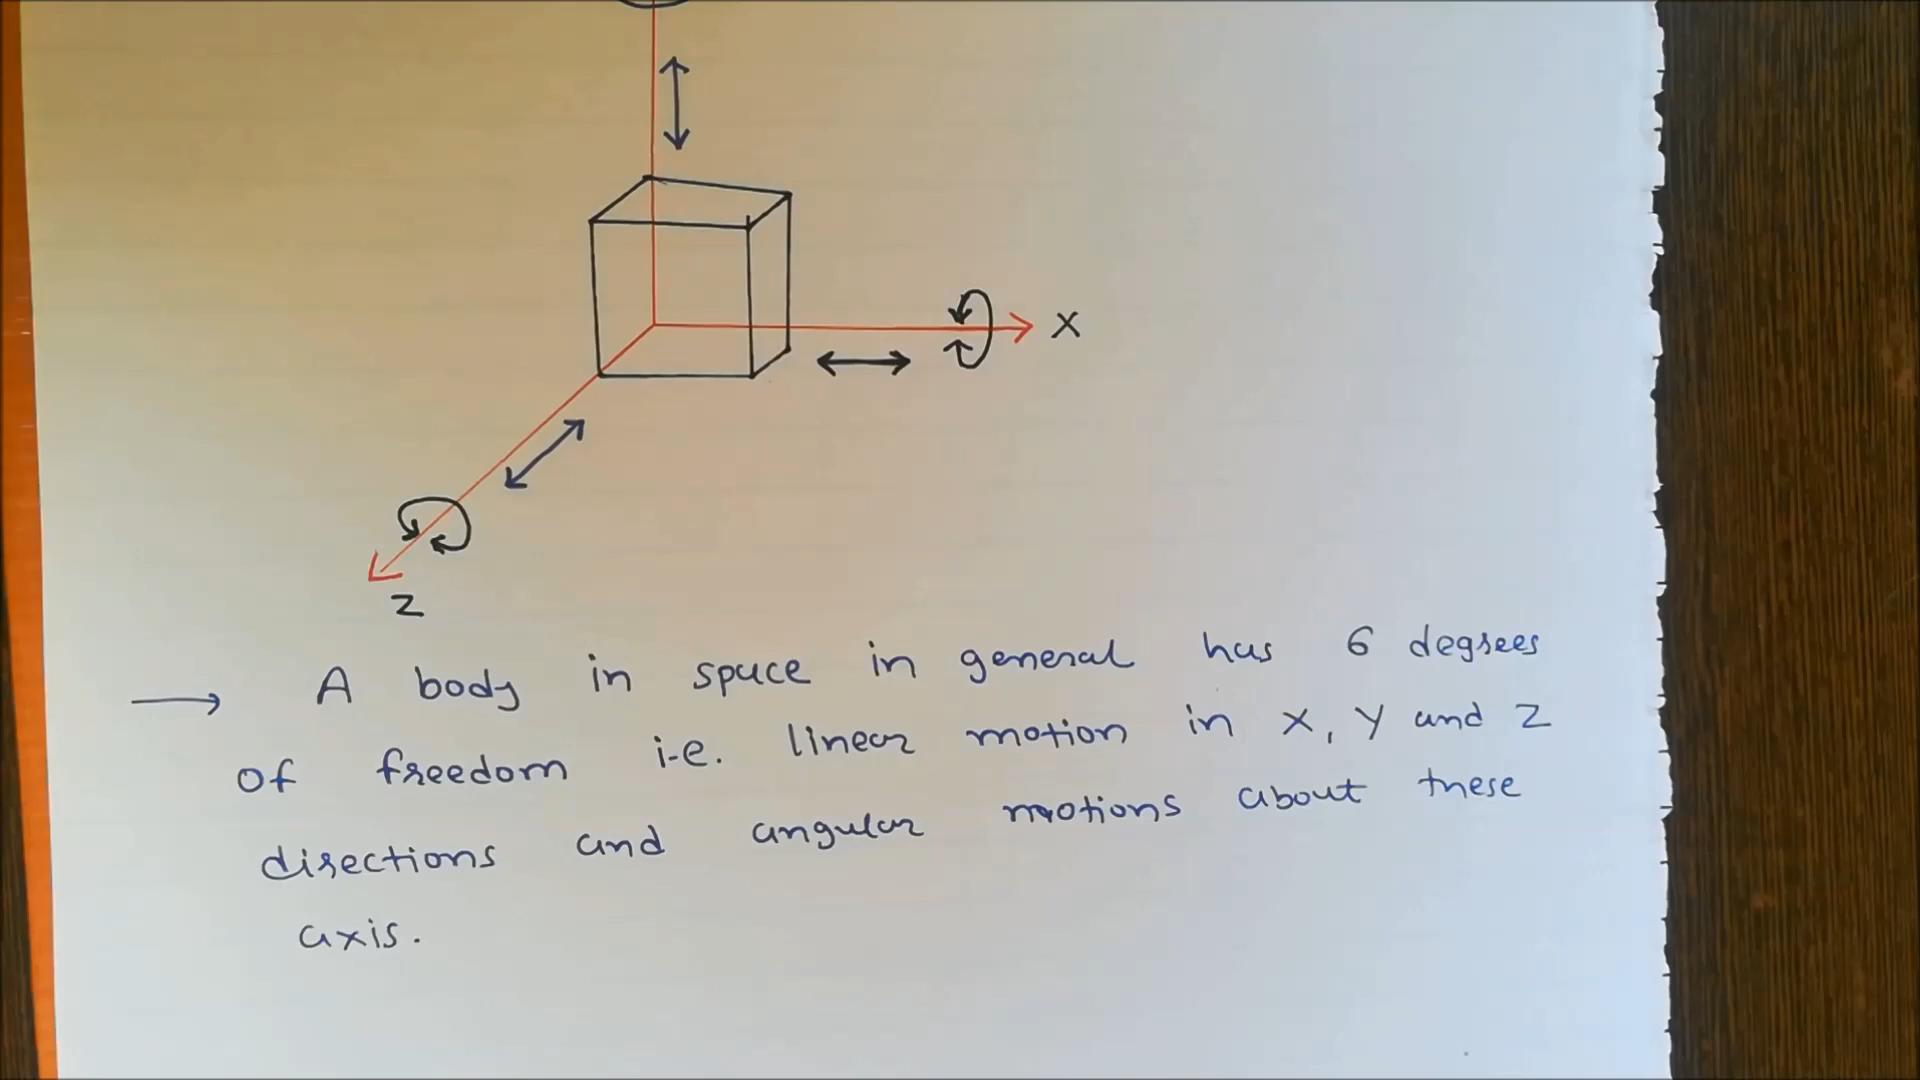 X
Z
→ A body in space in general has 6 degrees
of freedom i.e. linear motion in X, Y and Z
directions and angular motions about these
axis.